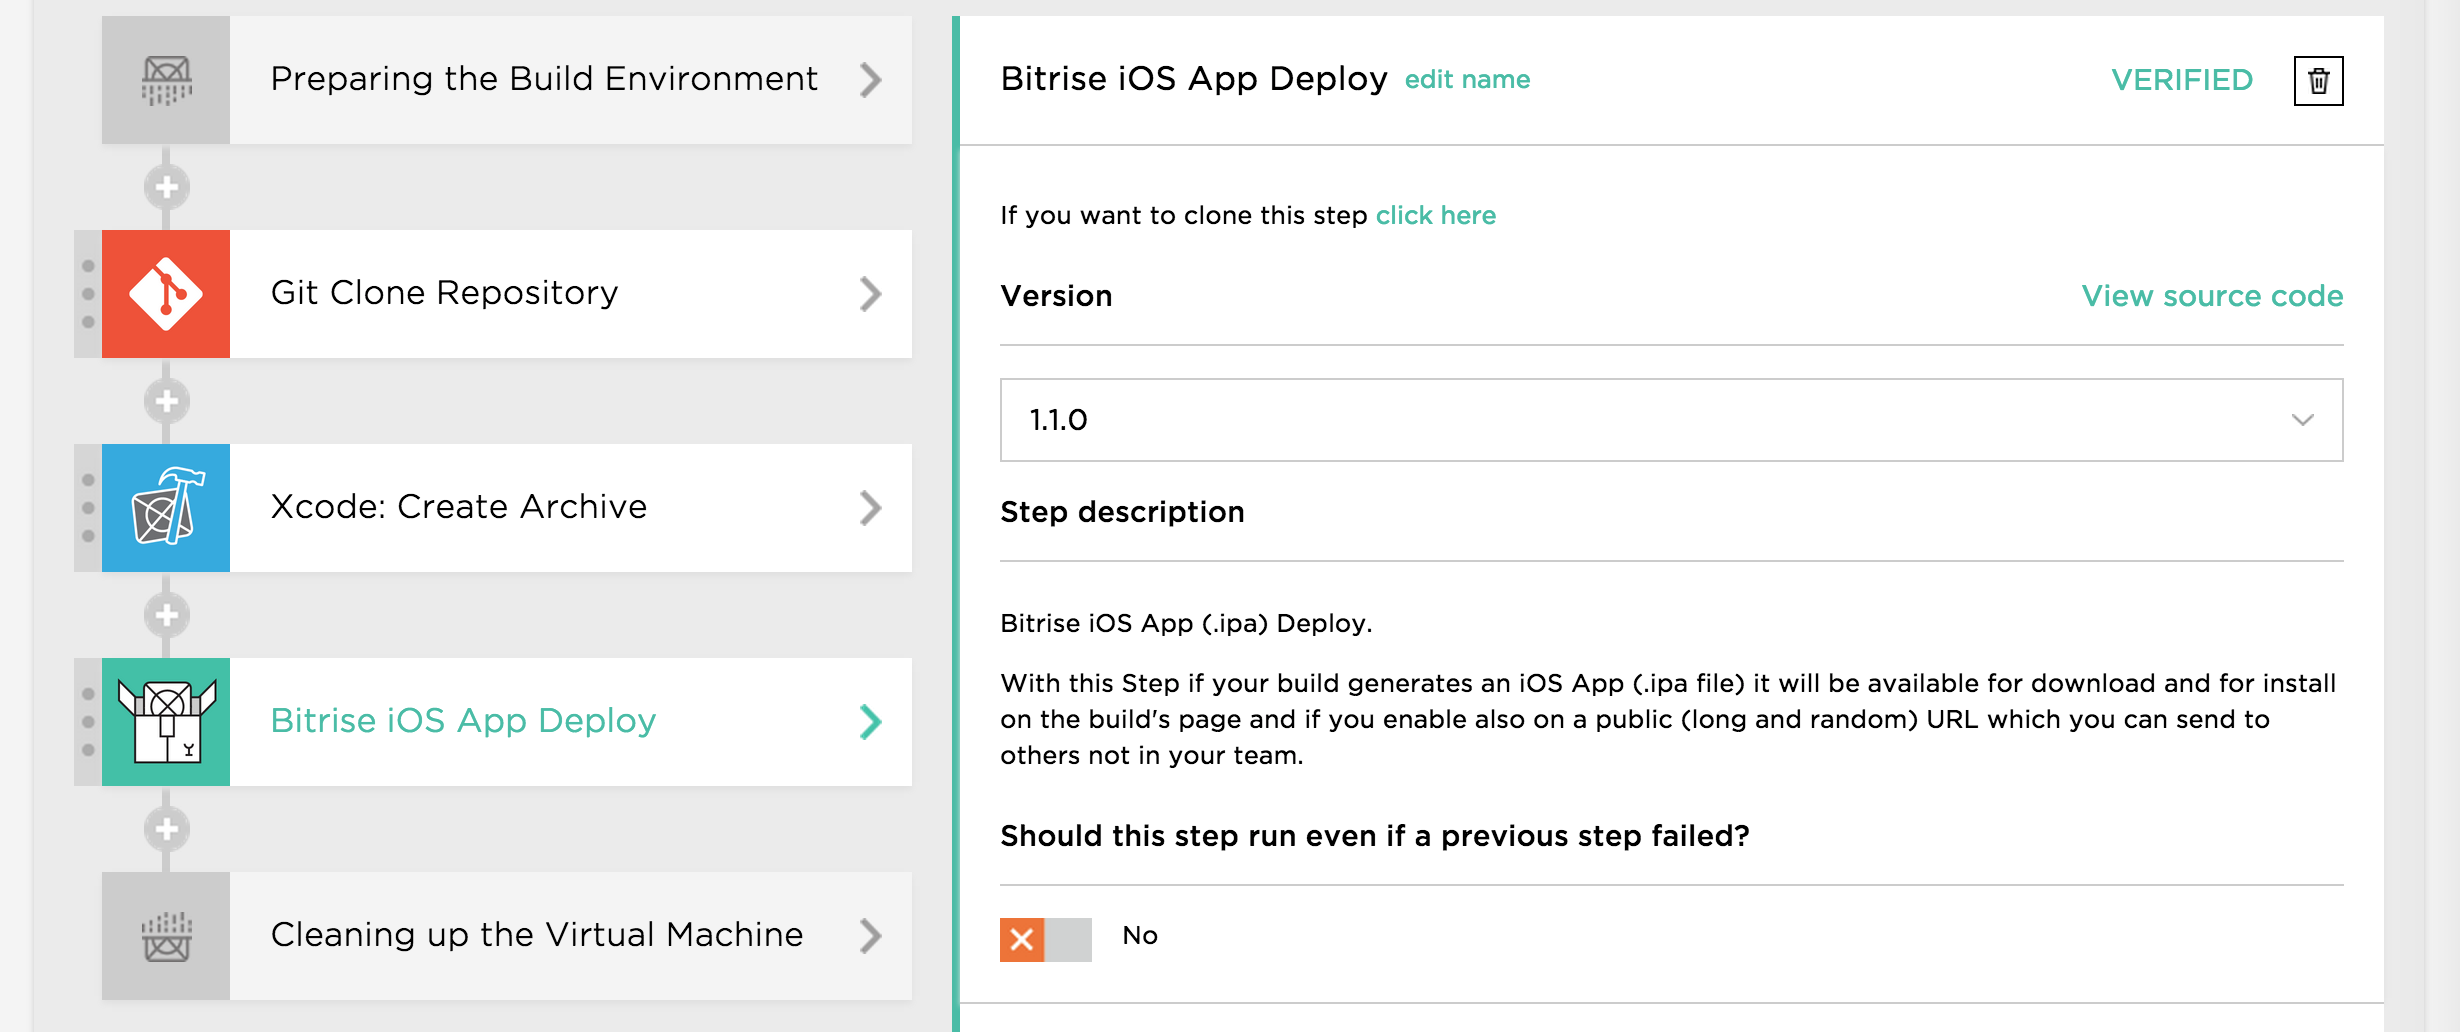 Preparing the Build Environment
Git Clone Repository
Xcode: Create Archive
Bitrise iOS App Deploy
Cleaning up the Virtual Machine
Bitrise iOS App Deploy edit name
VERIFIED
If you want to clone this step click here
Version
View source code
1.1.0
Step description
Bitrise iOS App (.ipa) Deploy.
With this Step if your build generates an iOS App (.ipa file) it will be available for download and for install
on the build's page and if you enable also on a public (long and random) URL which you can send to
others not in your team.
Should this step run even if a previous step failed?
No